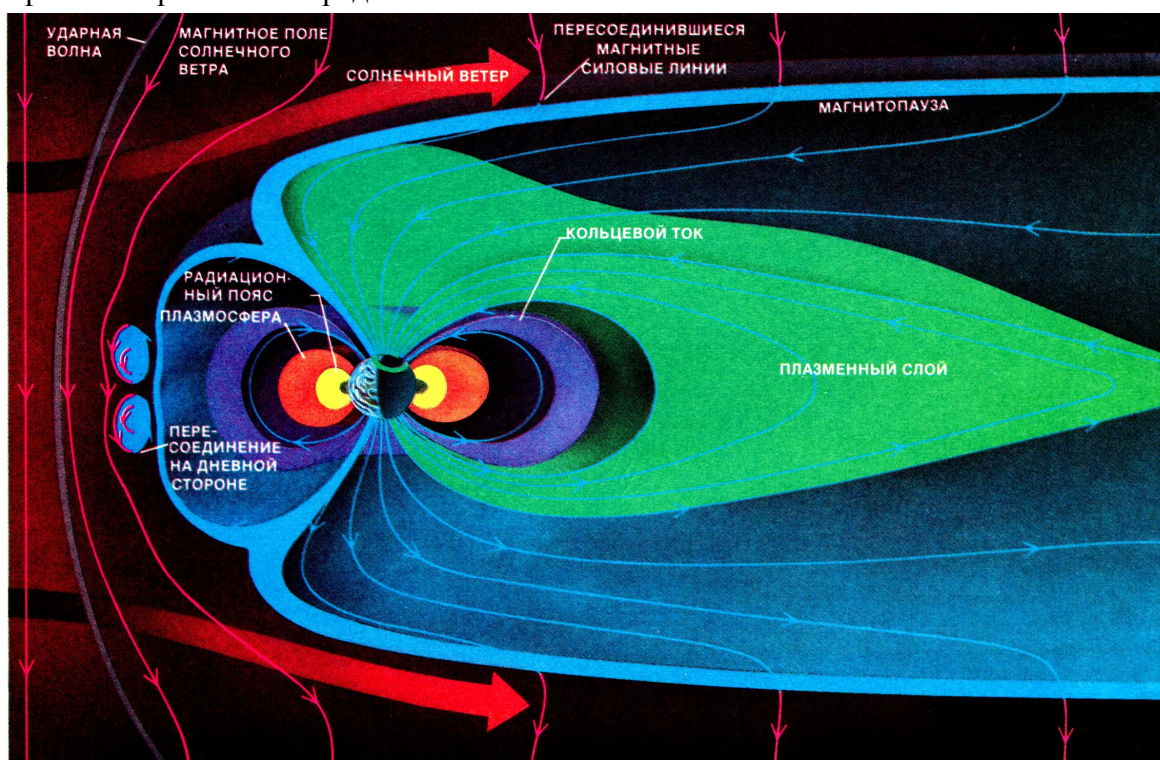 УДАРНАЯ
ВОЛНА
МАГНИТНОЕ ПОЛЕ
СОЛНЕЧНОГО
ВЕТРА
СОЛНЕЧНЫЙ ВЕТЕР
ПЕРЕСОЕДИНИВШИЕСЯ
МАГНИТНЫЕ
СИЛОВЫЕ ЛИНИИ
МАГНИТОПАУЗА
КОЛЬЦЕВОЙ ТОК
РАДИАЦИОН-
НЫЙ ПОЯС
ПЛАЗМОСФЕРА
ПЛАЗМЕННЫЙ СЛОЙ
ПЕРЕ-
СОЕДИНЕНИЕ
НА ДНЕВНОЙ
СТОРОНЕ